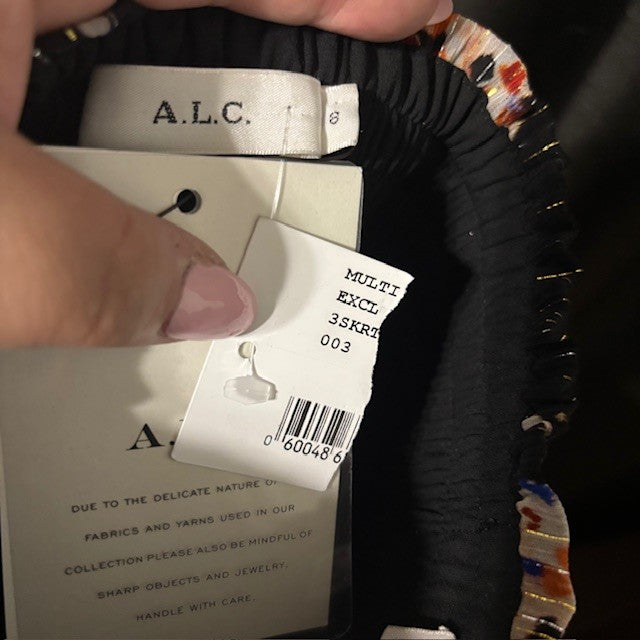 A.L.C.
8
MULTI
EXCL
3SKRT
003
0 60048 6
A.
DUE TO THE DELICATE NATURE OF
FABRICS AND YARNS USED IN OUR
COLLECTION PLEASE ALSO BE MINDFUL OF
SHARP OBJECTS AND JEWELRY.
HANDLE WITH CARE.